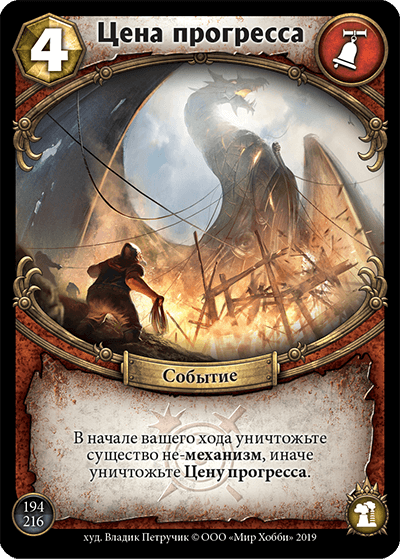 4
Цена прогресса
Событие
В начале вашего хода уничтожьте
существо не-механизм, иначе
уничтожьте Цену прогресса.
194
216
худ. Владик Петручик © ООО «Мир Хобби» 2019